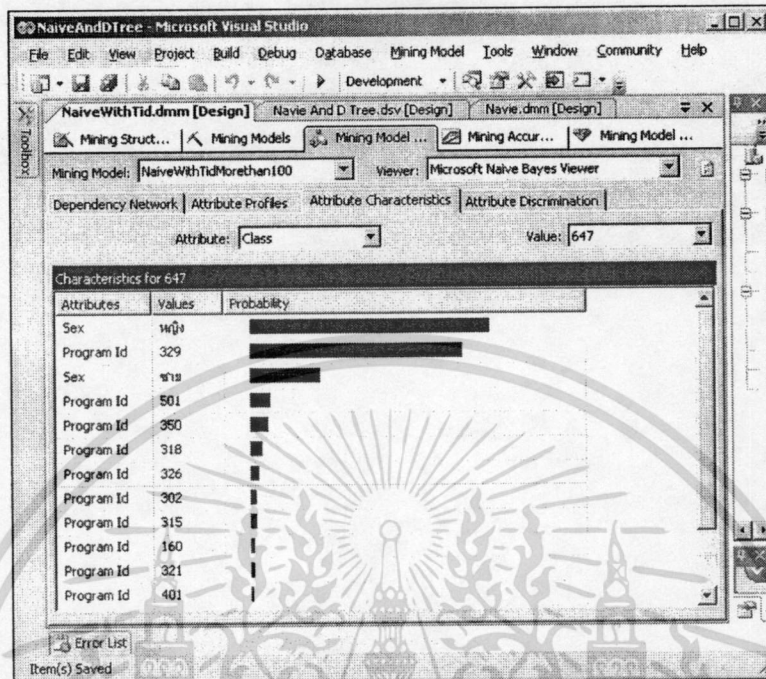 NaiveAndDTree - Microsoft Visual Studio
File Edit View Project Build Debug Database Mining Model Tools Window Community Help
Development
Toolbox
NaiveWithTid.dmm [Design] Navie And D Tree.dsv [Design] Navie.dmm [Design]
Mining Struct... Mining Models Mining Model ... Mining Accur... Mining Model ...
Mining Model: NaiveWithTidMorethan100 Viewer: Microsoft Naive Bayes Viewer
Dependency Network Attribute Profiles Attribute Characteristics Attribute Discrimination
Attribute: Class Value: 647
Characteristics for 647
Attributes Values Probability
Sex หญิง
Program Id 329
Sex ชาย
Program Id 501
Program Id 350
Program Id 318
Program Id 326
Program Id 302
Program Id 315
Program Id 160
Program Id 321
Program Id 401
Error List
Item(s) Saved